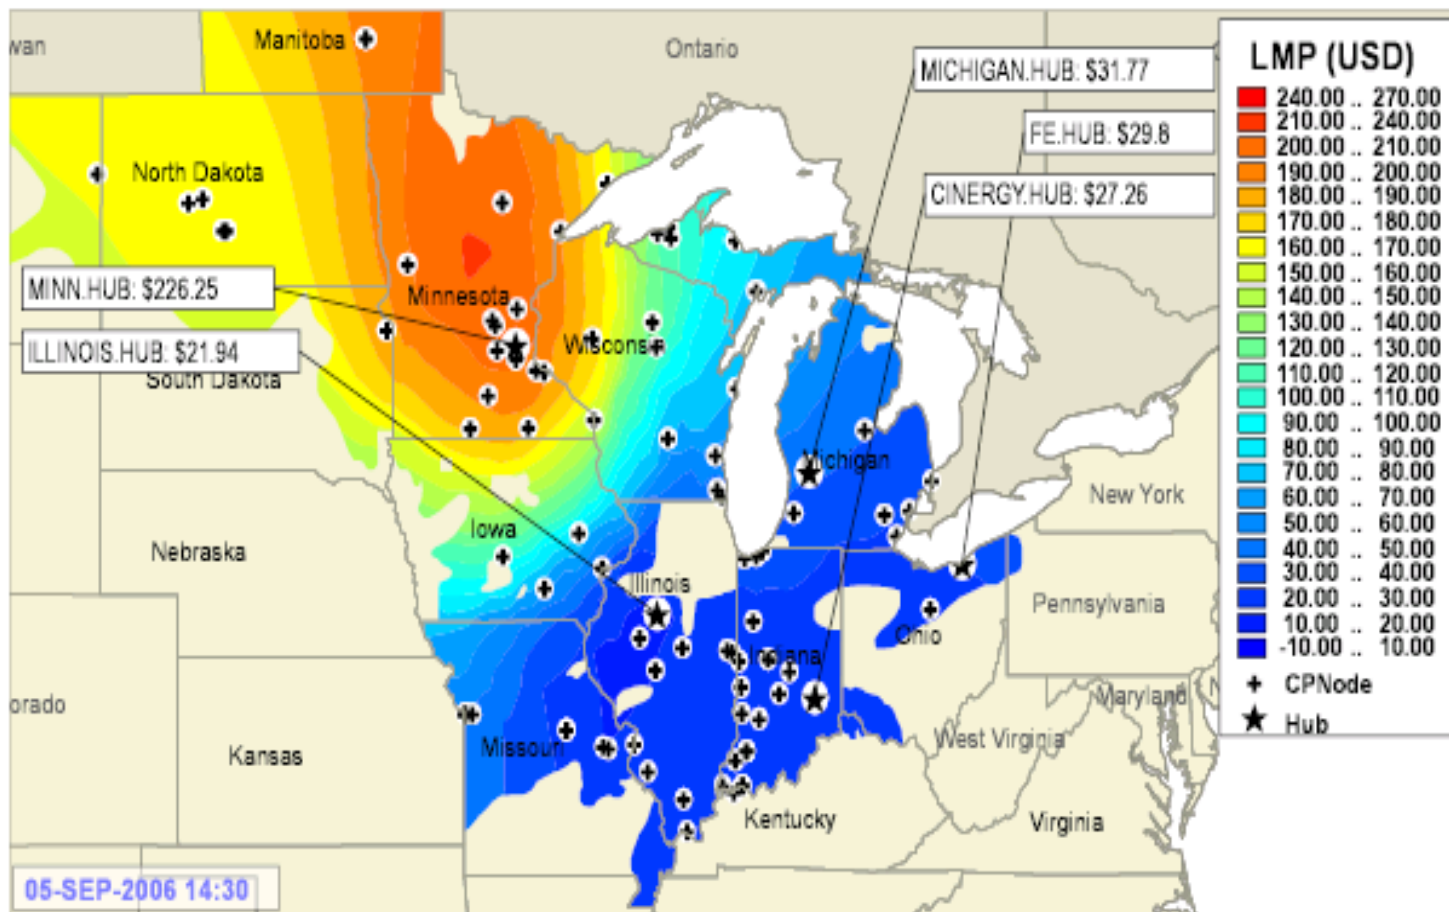 wan
Manitoba
Ontario
MICHIGAN.HUB: $31.77
FE.HUB: $29.8
CINERGY.HUB: $27.26
North Dakota
MINN.HUB: $226.25
Minnesota
ILLINOIS.HUB: $21.94
Wisconsin
South Dakota
Michigan
New York
Iowa
Nebraska
Illinois
Pennsylvania
Ohio
Indiana
Maryland
orado
West Virginia
Missouri
Kansas
Kentucky
Virginia
05-SEP-2006 14:30
LMP (USD)
240.00 .. 270.00
210.00 .. 240.00
200.00 .. 210.00
190.00 .. 200.00
180.00 .. 190.00
170.00 .. 180.00
160.00 .. 170.00
150.00 .. 160.00
140.00 .. 150.00
130.00 .. 140.00
120.00 .. 130.00
110.00 .. 120.00
100.00 .. 110.00
90.00 .. 100.00
80.00 .. 90.00
70.00 .. 80.00
60.00 .. 70.00
50.00 .. 60.00
40.00 .. 50.00
30.00 .. 40.00
20.00 .. 30.00
10.00 .. 20.00
-10.00 .. 10.00
CPNode
Hub